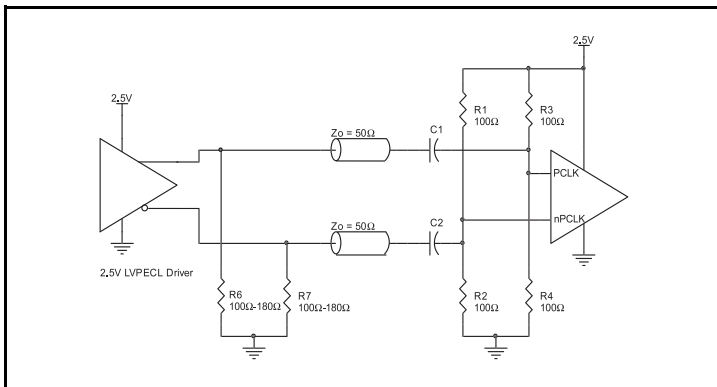 2.5V
2.5V
R1
100Ω
R3
100Ω
Zo = 50Ω
C1
PCLK
nPCLK
Zo = 50Ω
C2
2.5V LVPECL Driver
R6
100Ω-180Ω
R7
100Ω-180Ω
R2
100Ω
R4
100Ω